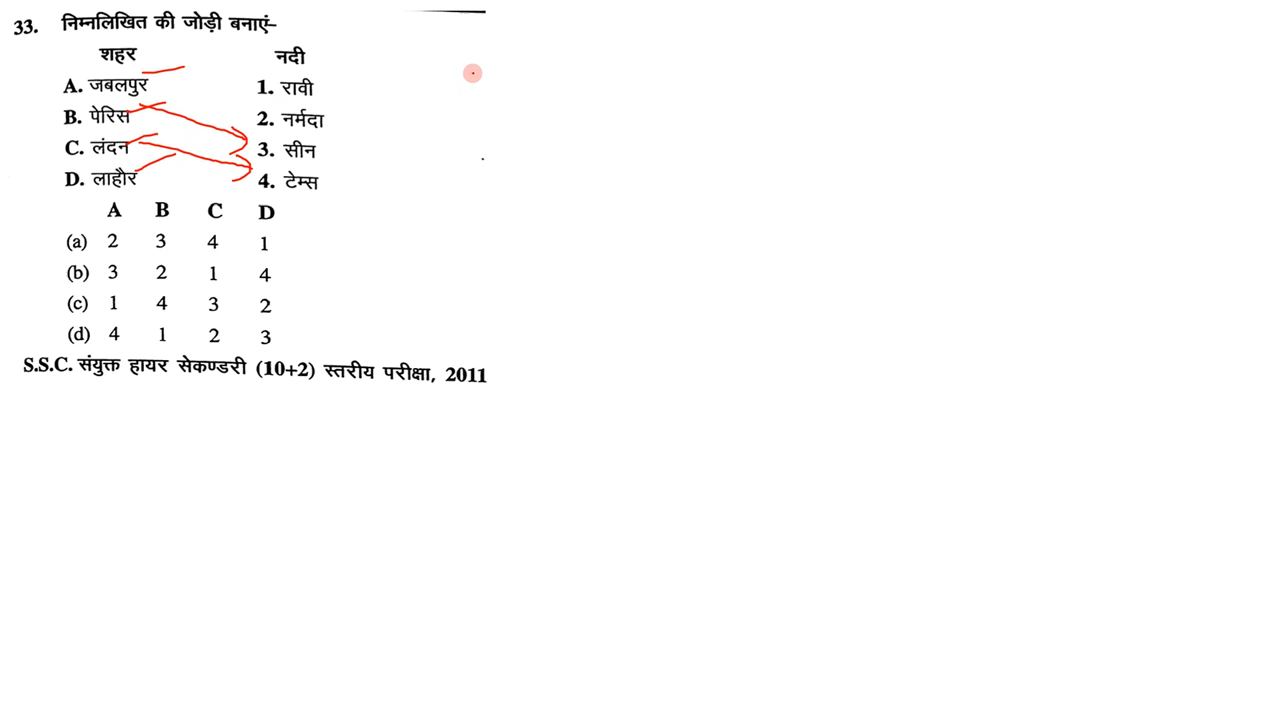 33. निम्नलिखित की जोड़ी बनाएं–
शहर नदी
A. जबलपुर 1. रावी
B. पेरिस 2. नर्मदा
C. लंदन 3. सीन
D. लाहौर 4. टेम्स
A B C D
(a) 2 3 4 1
(b) 3 2 1 4
(c) 1 4 3 2
(d) 4 1 2 3
S.S.C. संयुक्त हायर सेकण्डरी (10+2) स्तरीय परीक्षा, 2011